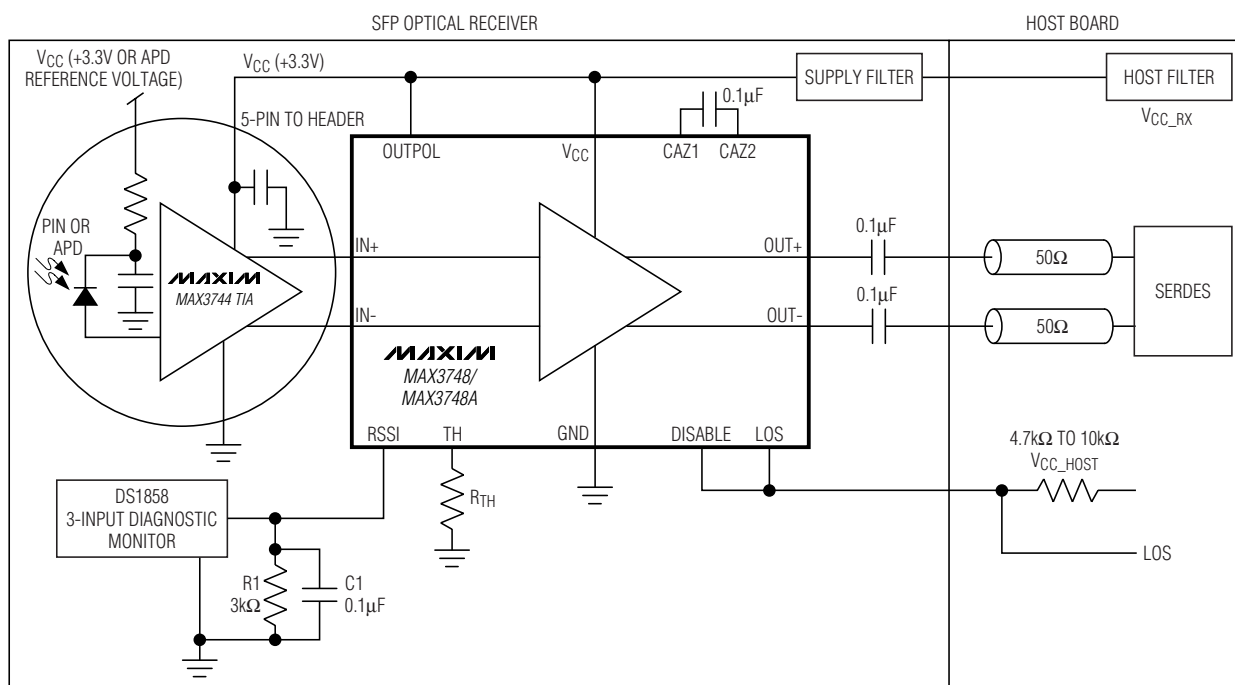 SFP OPTICAL RECEIVER
HOST BOARD
VCC (+3.3V OR APD
REFERENCE VOLTAGE)
VCC (+3.3V)
SUPPLY FILTER
HOST FILTER
VCC_RX
0.1µF
5-PIN TO HEADER
OUTPOL
VCC
CAZ1
CAZ2
PIN OR
APD
MAXIM
MAX3744 TIA
IN+
IN-
OUT+
OUT-
0.1µF
0.1µF
50Ω
50Ω
SERDES
MAXIM
MAX3748/
MAX3748A
RSSI
TH
GND
DISABLE
LOS
4.7kΩ TO 10kΩ
VCC_HOST
RTH
LOS
DS1858
3-INPUT DIAGNOSTIC
MONITOR
R1
3kΩ
C1
0.1µF